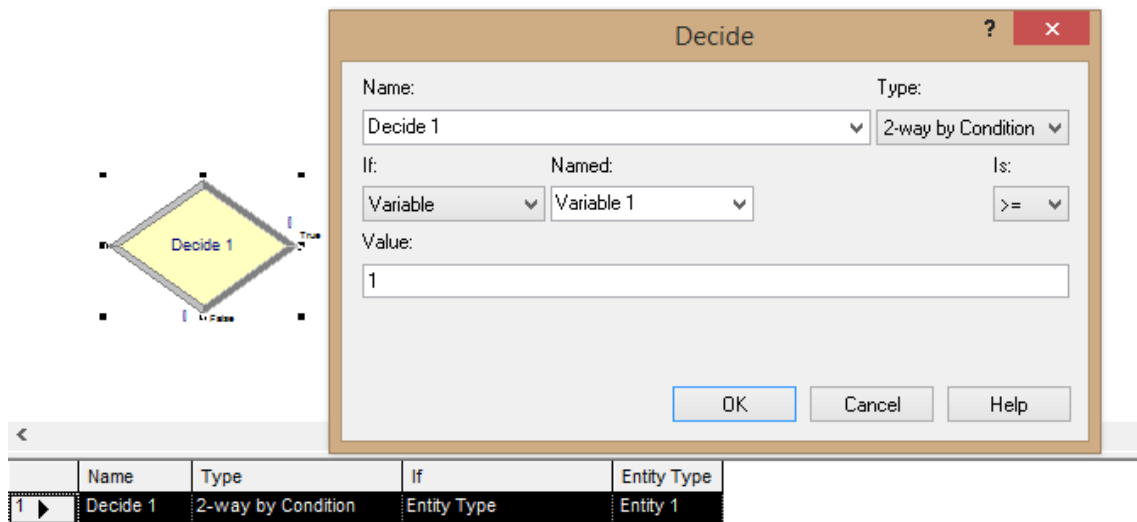 Decide
?
Name:
Type:
Decide 1
2-way by Condition
If:
Named:
Is:
Variable
Variable 1
>=
Value:
1
OK
Cancel
Help
Decide 1
True
False
Name
Type
If
Entity Type
1
Decide 1
2-way by Condition
Entity Type
Entity 1